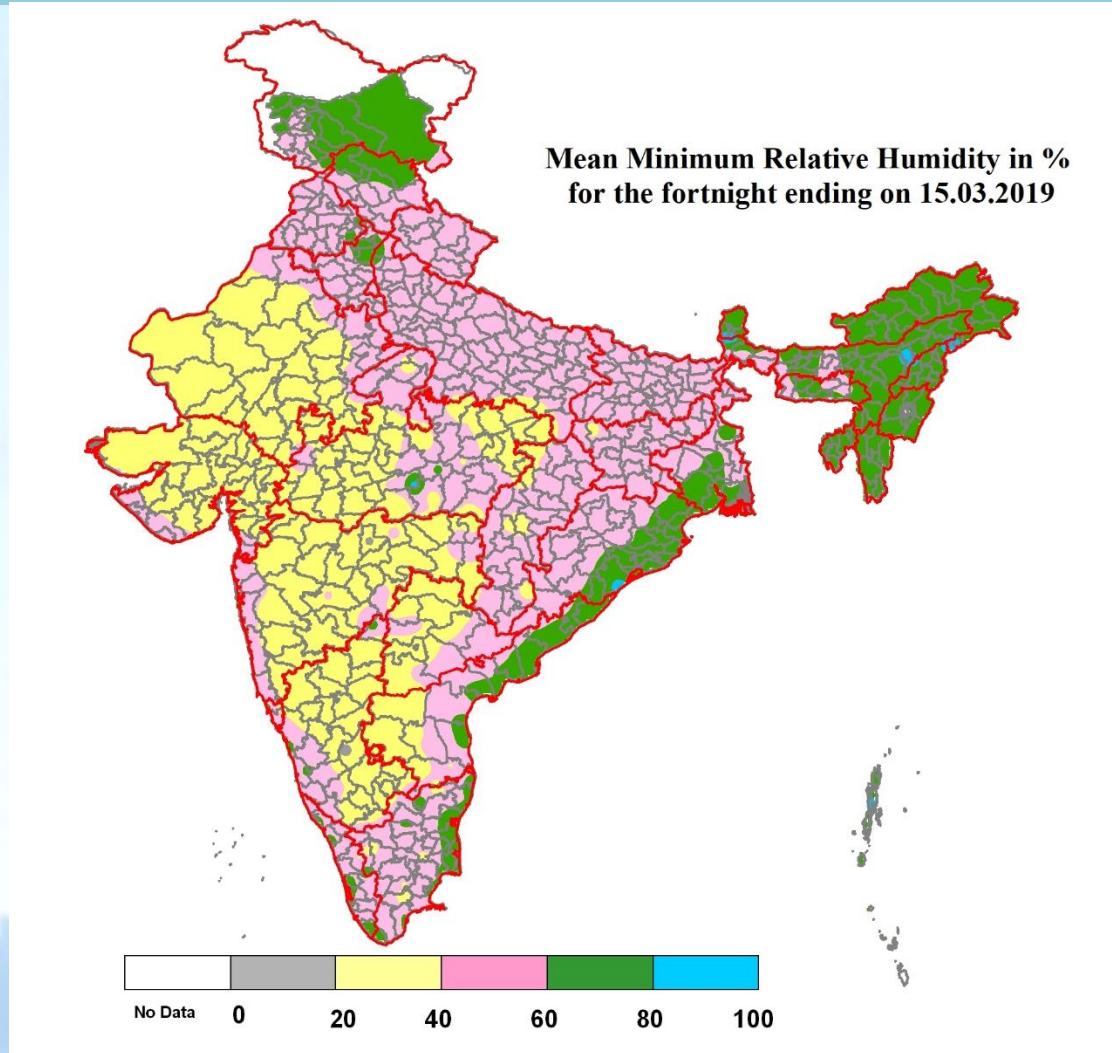 Mean Minimum Relative Humidity in %
for the fortnight ending on 15.03.2019
No Data 0 20 40 60 80 100